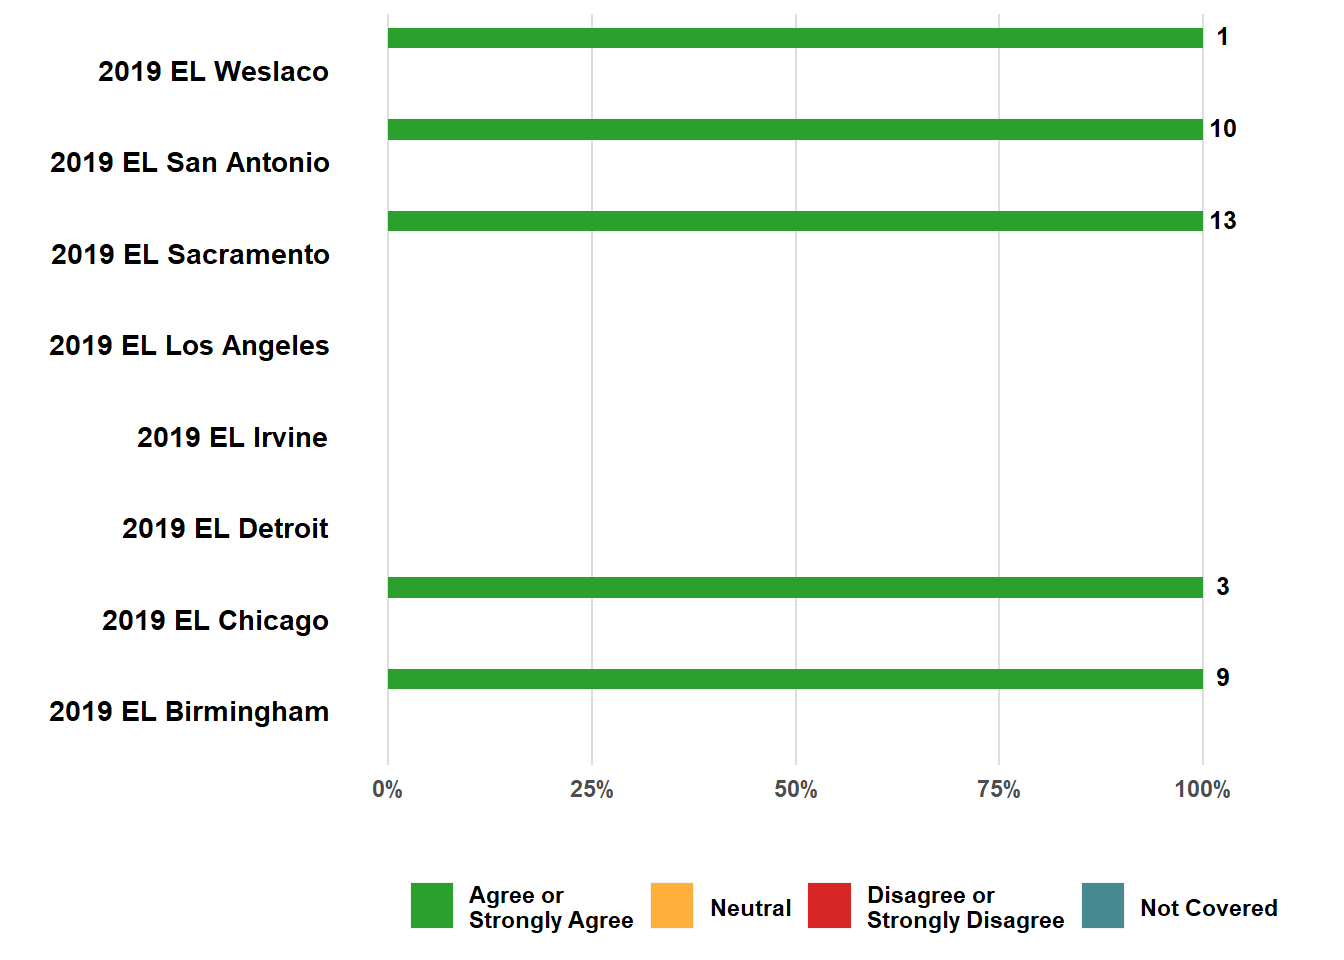 1
2019 EL Weslaco
10
2019 EL San Antonio
13
2019 EL Sacramento
2019 EL Los Angeles
2019 EL Irvine
2019 EL Detroit
3
2019 EL Chicago
9
2019 EL Birmingham
0% 25% 50% 75% 100%
Agree or
Strongly Agree
Neutral
Disagree or
Strongly Disagree
Not Covered